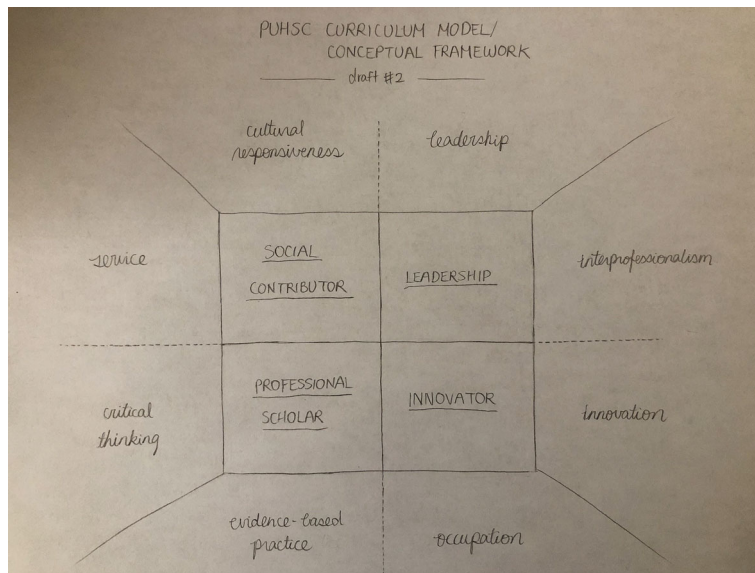 PUHSC CURRICULUM MODEL/
CONCEPTUAL FRAMEWORK
draft #2
cultural
responsiveness
leadership
service
SOCIAL
CONTRIBUTOR
LEADERSHIP
interprofessionalism
critical
thinking
PROFESSIONAL
SCHOLAR
INNOVATOR
innovation
evidence-based
practice
occupation